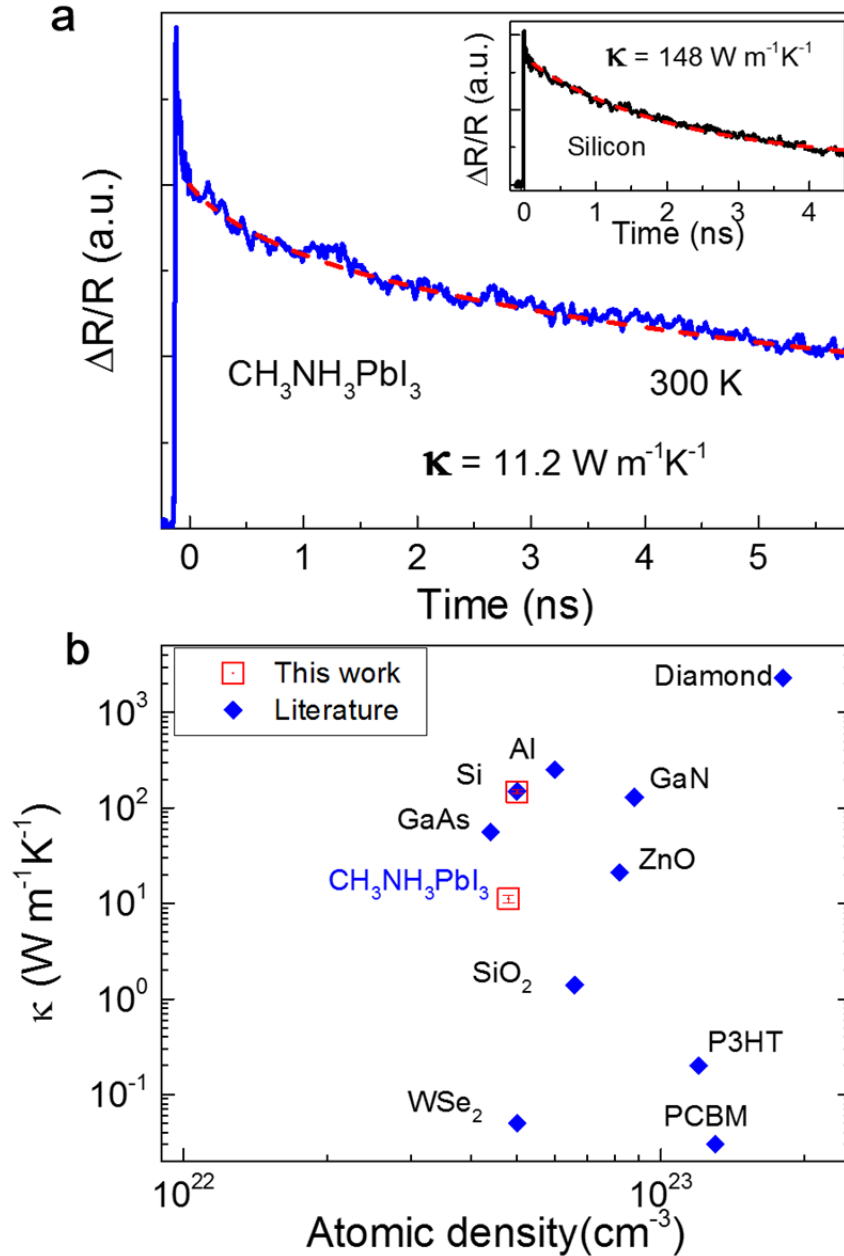 a
ΔR/R (a.u.)
CH₃NH₃PbI₃
300 K
κ = 11.2 W m⁻¹K⁻¹
0 1 2 3 4 5
Time (ns)
κ = 148 W m⁻¹K⁻¹
ΔR/R (a.u.)
Silicon
0 1 2 3 4
Time (ns)
b
This work
Literature
κ (W m⁻¹K⁻¹)
10³
10²
10¹
10⁰
10⁻¹
Diamond
Al
Si
GaN
GaAs
ZnO
CH₃NH₃PbI₃
SiO₂
P3HT
WSe₂
PCBM
10²² 10²³
Atomic density(cm⁻³)